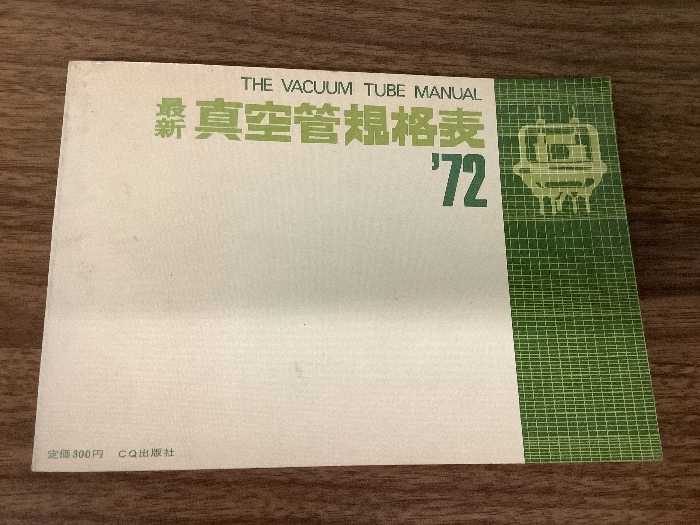 THE VACUUM TUBE MANUAL
最新 真空管規格表
'72
定価300円 CQ出版社